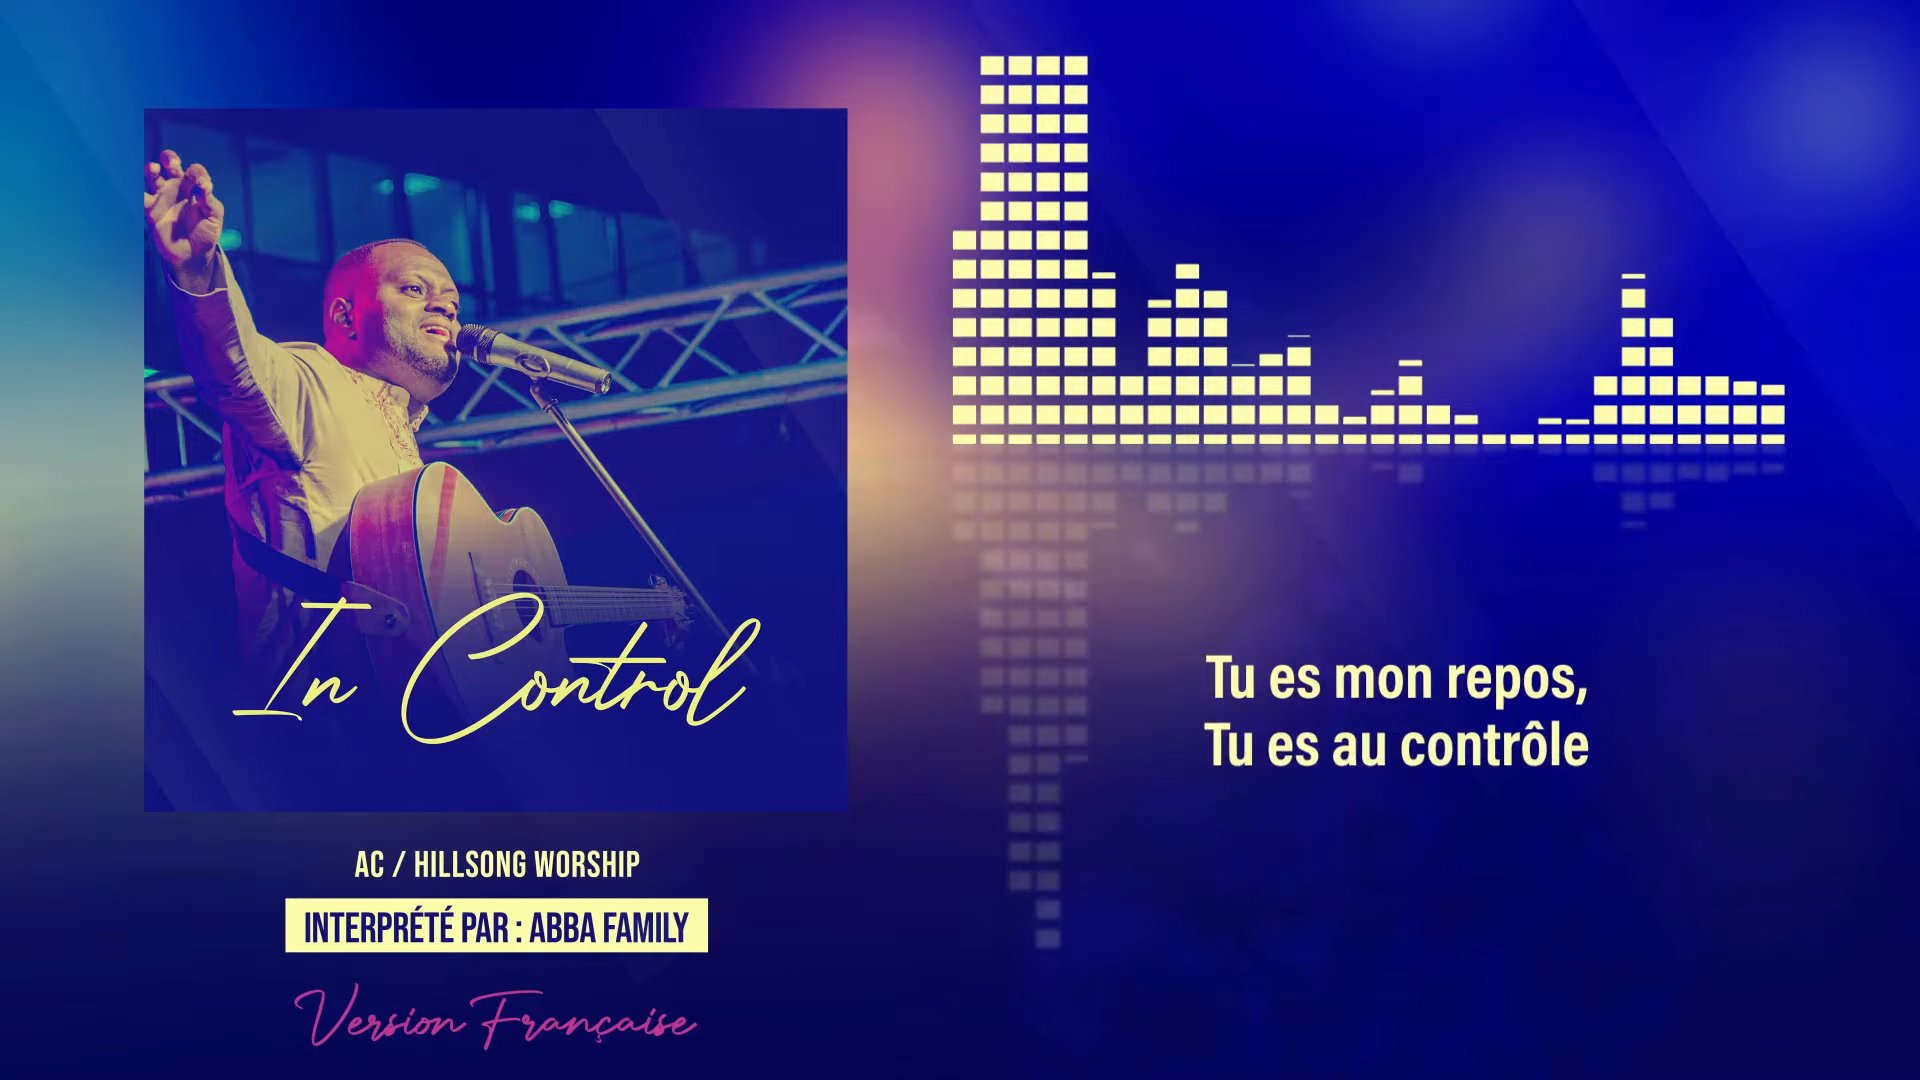 In Control
AC / HILLSONG WORSHIP
INTERPRÉTÉ PAR : ABBA FAMILY
Version Française
Tu es mon repos,
Tu es au contrôle